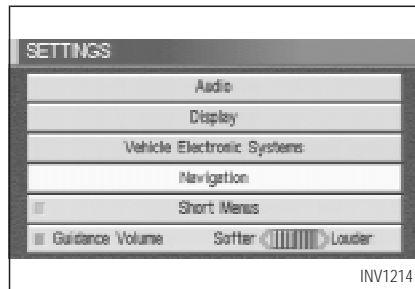 SETTINGS
Audio
Display
Vehicle Electronic Systems
Navigation
Short Menus
Guidance Volume Softer Louder
INV1214